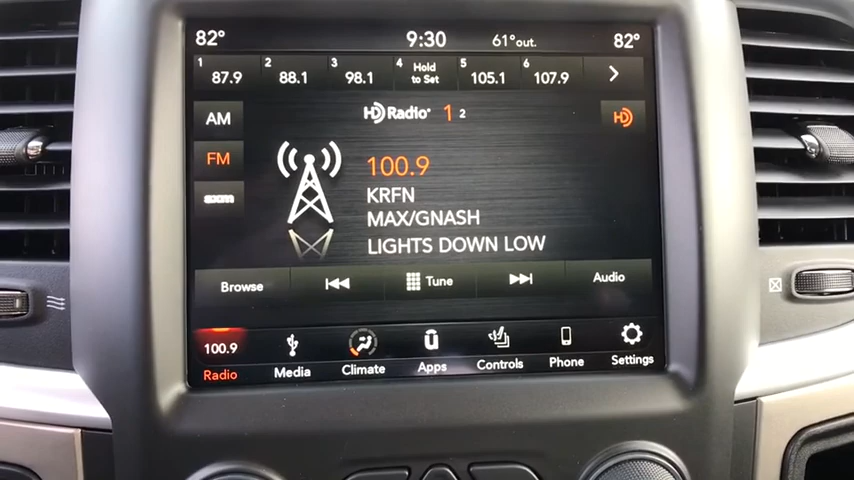 82° 9:30 61°out. 82°
1 87.9 2 88.1 3 98.1 4 Hold to Set 5 105.1 6 107.9
AM HD Radio 1 2 HD
FM 100.9
KRFN
MAX/GNASH
LIGHTS DOWN LOW
Browse Tune Audio
100.9
Radio Media Climate Apps Controls Phone Settings